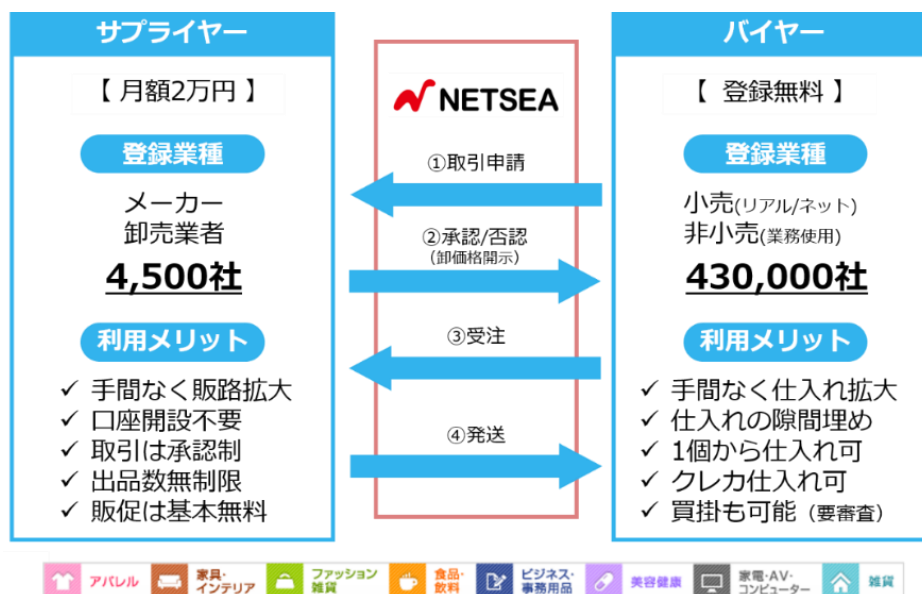 サプライヤー
【 月額2万円 】
登録業種
メーカー
卸売業者
4,500社
利用メリット
✓ 手間なく販路拡大
✓ 口座開設不要
✓ 取引は承認制
✓ 出品数無制限
✓ 販促は基本無料
NETSEA
①取引申請
②承認/否認
(卸価格開示)
③受注
④発送
バイヤー
【 登録無料 】
登録業種
小売(リアル/ネット)
非小売(業務使用)
430,000社
利用メリット
✓ 手間なく仕入れ拡大
✓ 仕入れの隙間埋め
✓ 1個から仕入れ可
✓ クレカ仕入れ可
✓ 買掛も可能（要審査）
アパレル
家具・
インテリア
ファッション
雑貨
食品・
飲料
ビジネス・
事務用品
美容健康
家電・AV・
コンピューター
雑貨